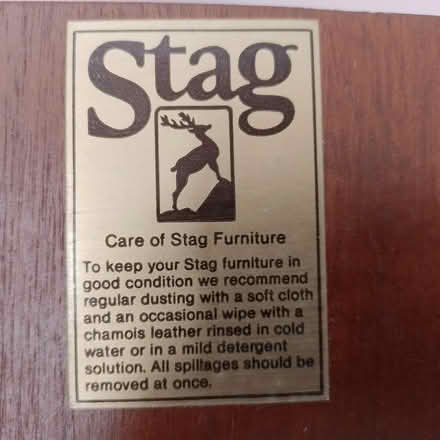 Stag
Care of Stag Furniture
To keep your Stag furniture in
good condition we recommend
regular dusting with a soft cloth
and an occasional wipe with a
chamois leather rinsed in cold
water or in a mild detergent
solution. All spillages should be
removed at once.